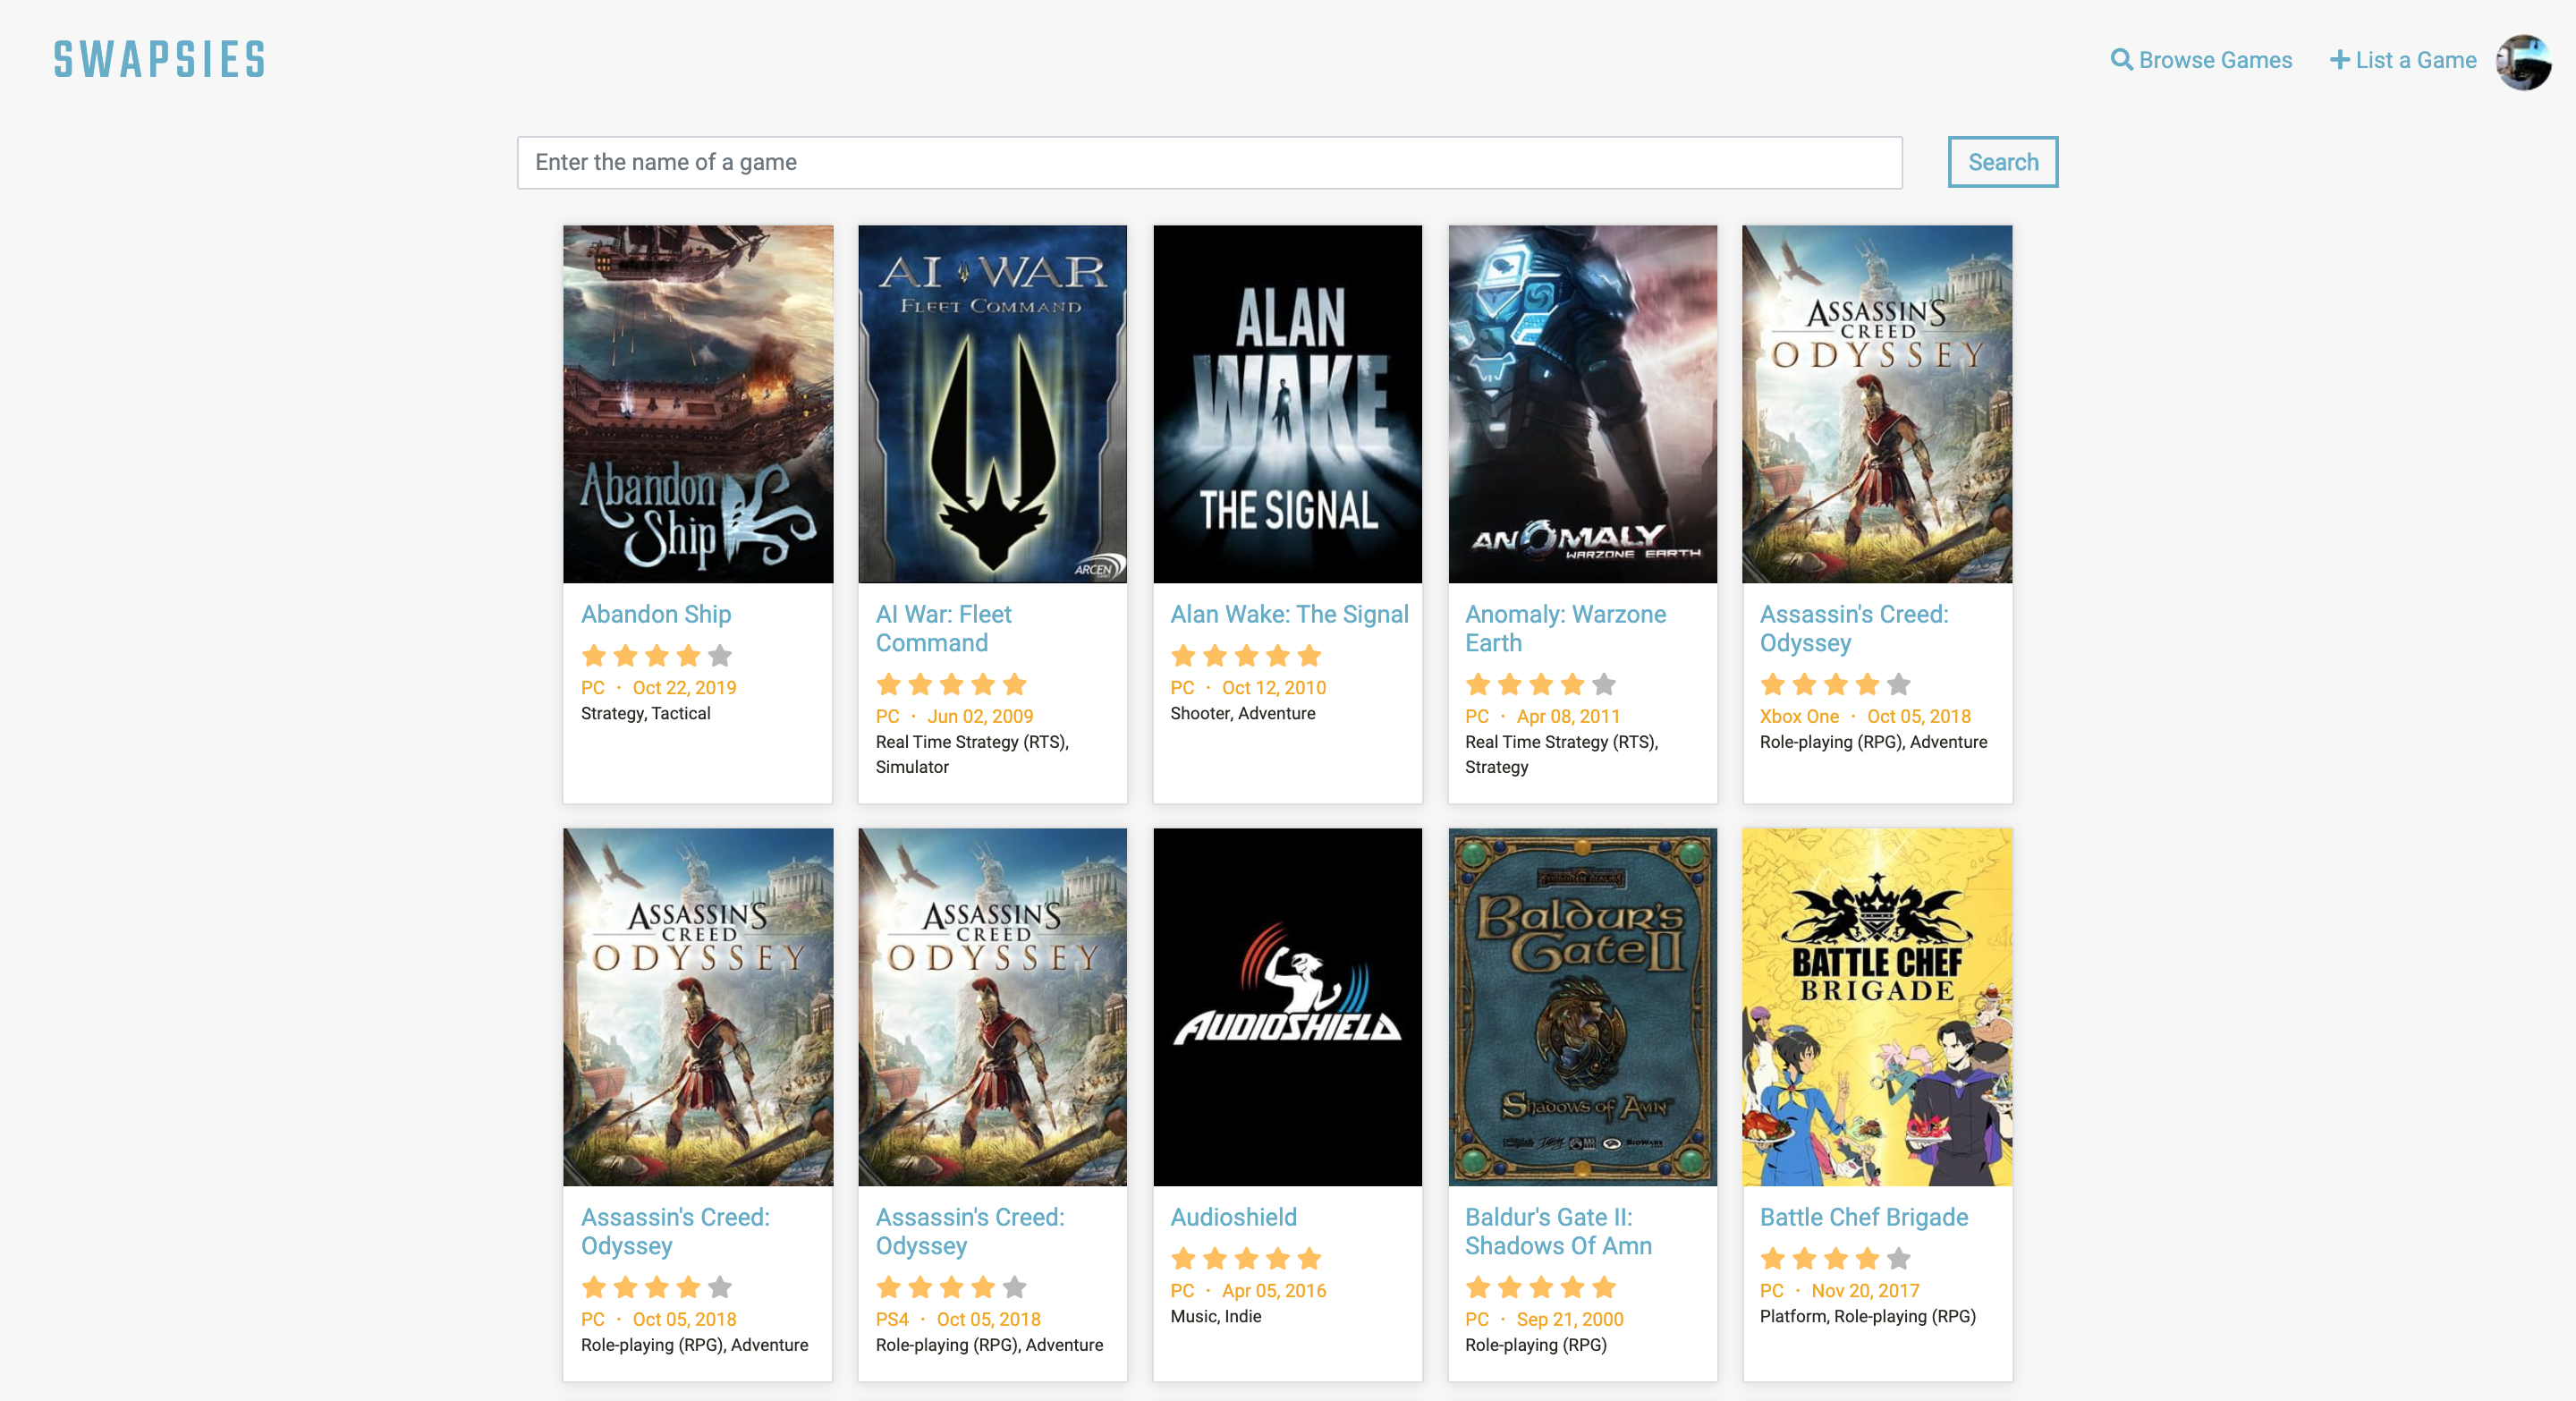 SWAPSIES
Browse Games
List a Game
Enter the name of a game
Search
Abandon
Ship
AI WAR
FLEET COMMAND
ARCEN
ALAN
WAKE
THE SIGNAL
ANOMALY
WARZONE EARTH
ASSASSIN'S
CREED
ODYSSEY
Abandon Ship
PC · Oct 22, 2019
Strategy, Tactical
AI War: Fleet
Command
PC · Jun 02, 2009
Real Time Strategy (RTS),
Simulator
Alan Wake: The Signal
PC · Oct 12, 2010
Shooter, Adventure
Anomaly: Warzone
Earth
PC · Apr 08, 2011
Real Time Strategy (RTS),
Strategy
Assassin's Creed:
Odyssey
Xbox One · Oct 05, 2018
Role-playing (RPG), Adventure
ASSASSIN'S
CREED
ODYSSEY
ASSASSIN'S
CREED
ODYSSEY
AUDIOSHIELD
Baldur's
Gate II
Shadows of Amn
BIOWARE
BATTLE CHEF
BRIGADE
Assassin's Creed:
Odyssey
PC · Oct 05, 2018
Role-playing (RPG), Adventure
Assassin's Creed:
Odyssey
PS4 · Oct 05, 2018
Role-playing (RPG), Adventure
Audioshield
PC · Apr 05, 2016
Music, Indie
Baldur's Gate II:
Shadows Of Amn
PC · Sep 21, 2000
Role-playing (RPG)
Battle Chef Brigade
PC · Nov 20, 2017
Platform, Role-playing (RPG)